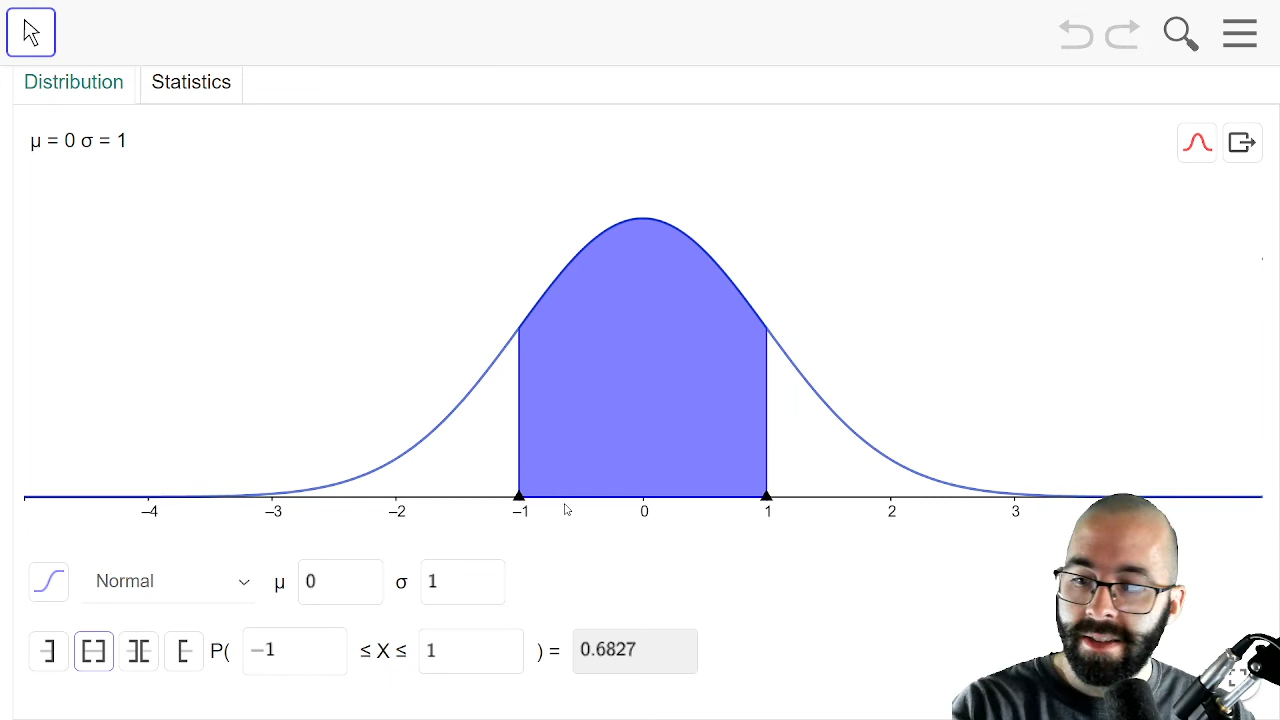 Distribution Statistics
μ = 0 σ = 1
–4 –3 –2 –1 0 1 2 3
Normal μ 0 σ 1
P( –1 ≤ X ≤ 1 ) = 0.6827